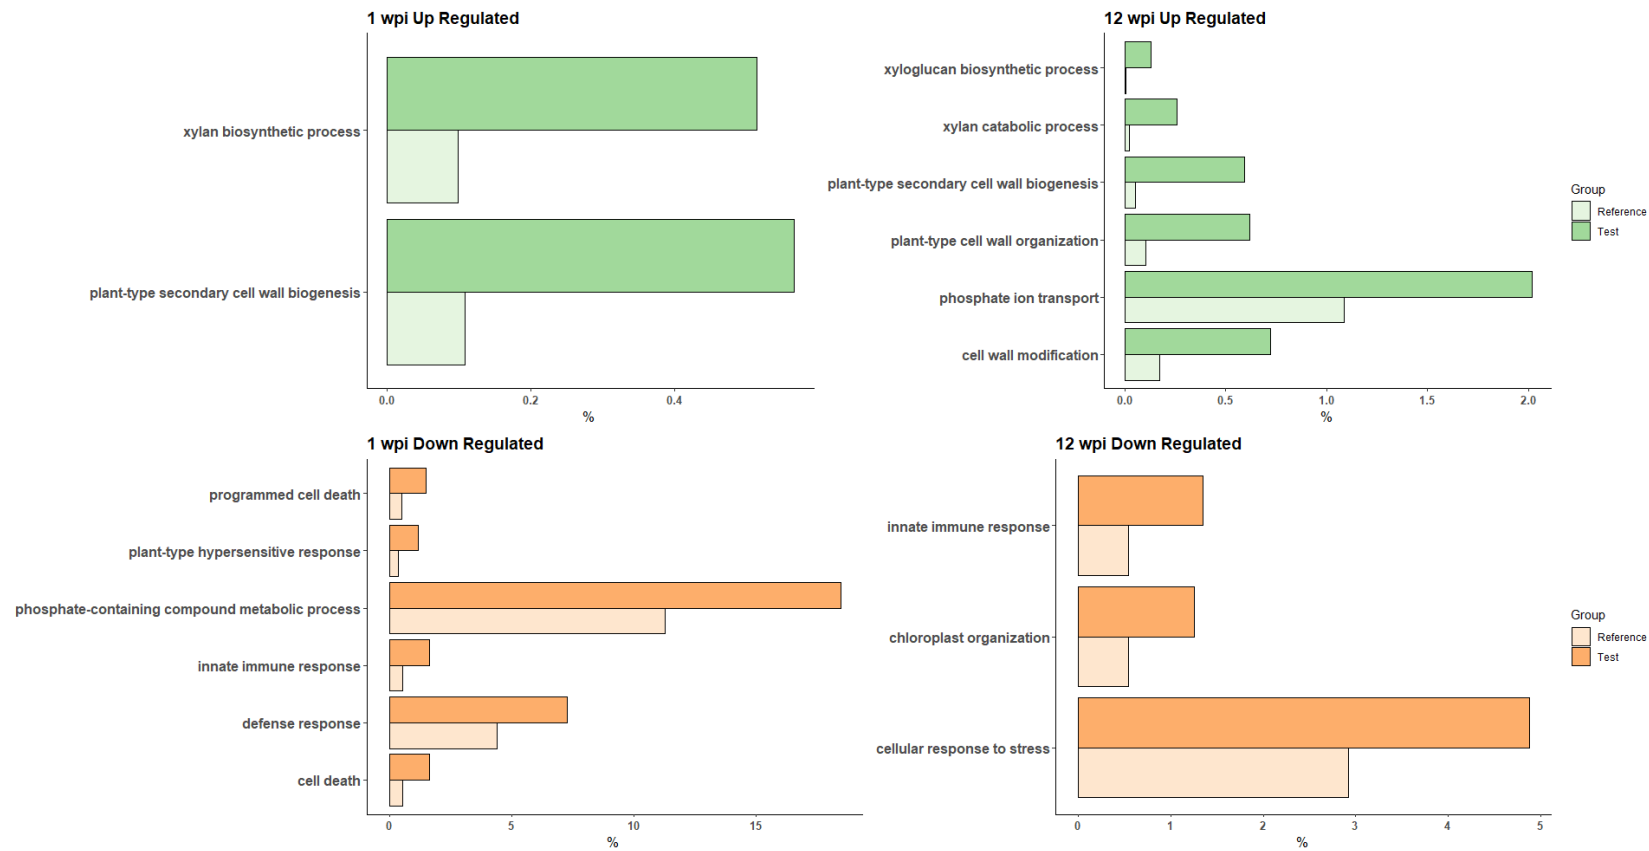 1 wpi Up Regulated
xylan biosynthetic process
plant-type secondary cell wall biogenesis
0.0 0.2 0.4
%
12 wpi Up Regulated
xyloglucan biosynthetic process
xylan catabolic process
plant-type secondary cell wall biogenesis
plant-type cell wall organization
phosphate ion transport
cell wall modification
0.0 0.5 1.0 1.5 2.0
%
Group
Reference
Test
1 wpi Down Regulated
programmed cell death
plant-type hypersensitive response
phosphate-containing compound metabolic process
innate immune response
defense response
cell death
0 5 10 15
%
12 wpi Down Regulated
innate immune response
chloroplast organization
cellular response to stress
0 1 2 3 4 5
%
Group
Reference
Test